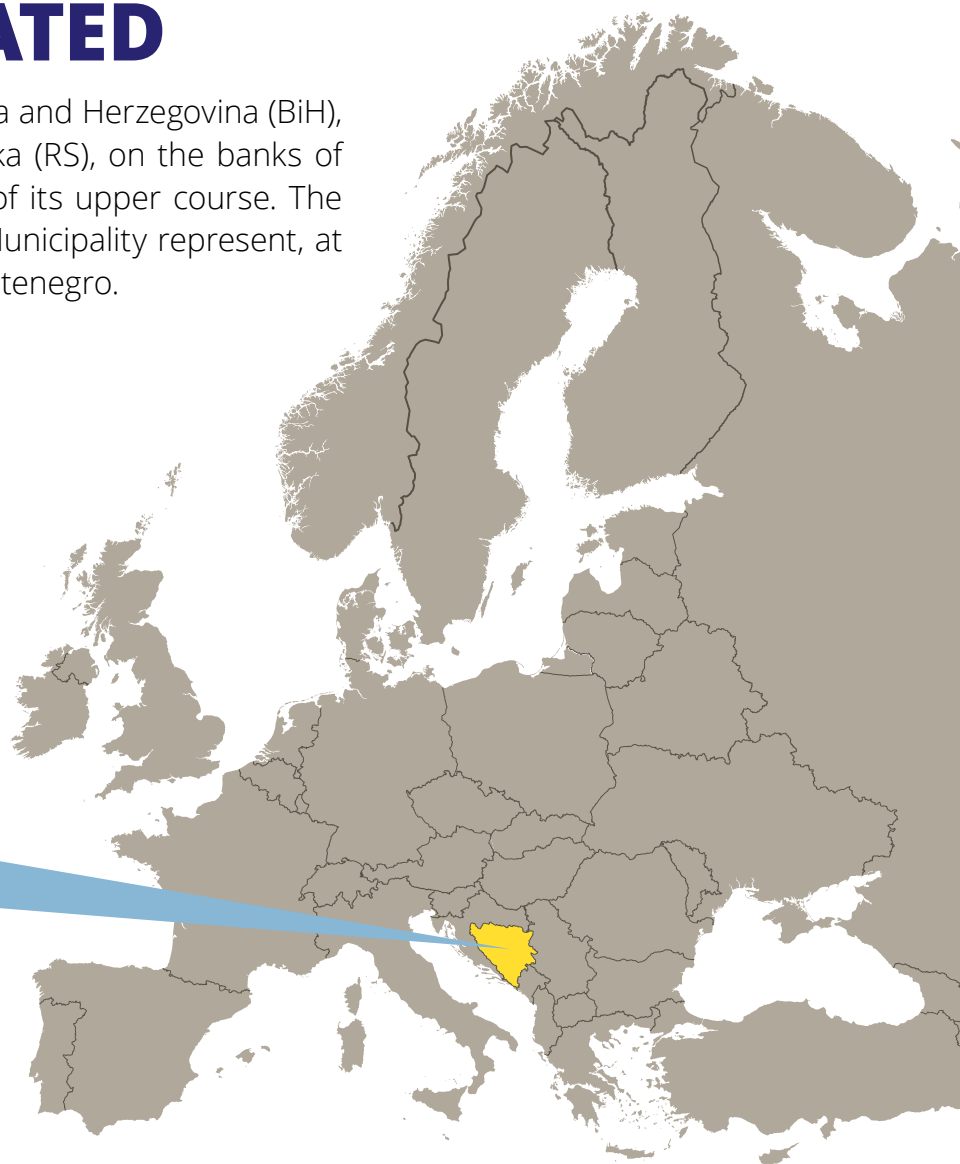 ATED
a and Herzegovina (BiH),
ka (RS), on the banks of
of its upper course. The
Municipality represent, at
tenegro.